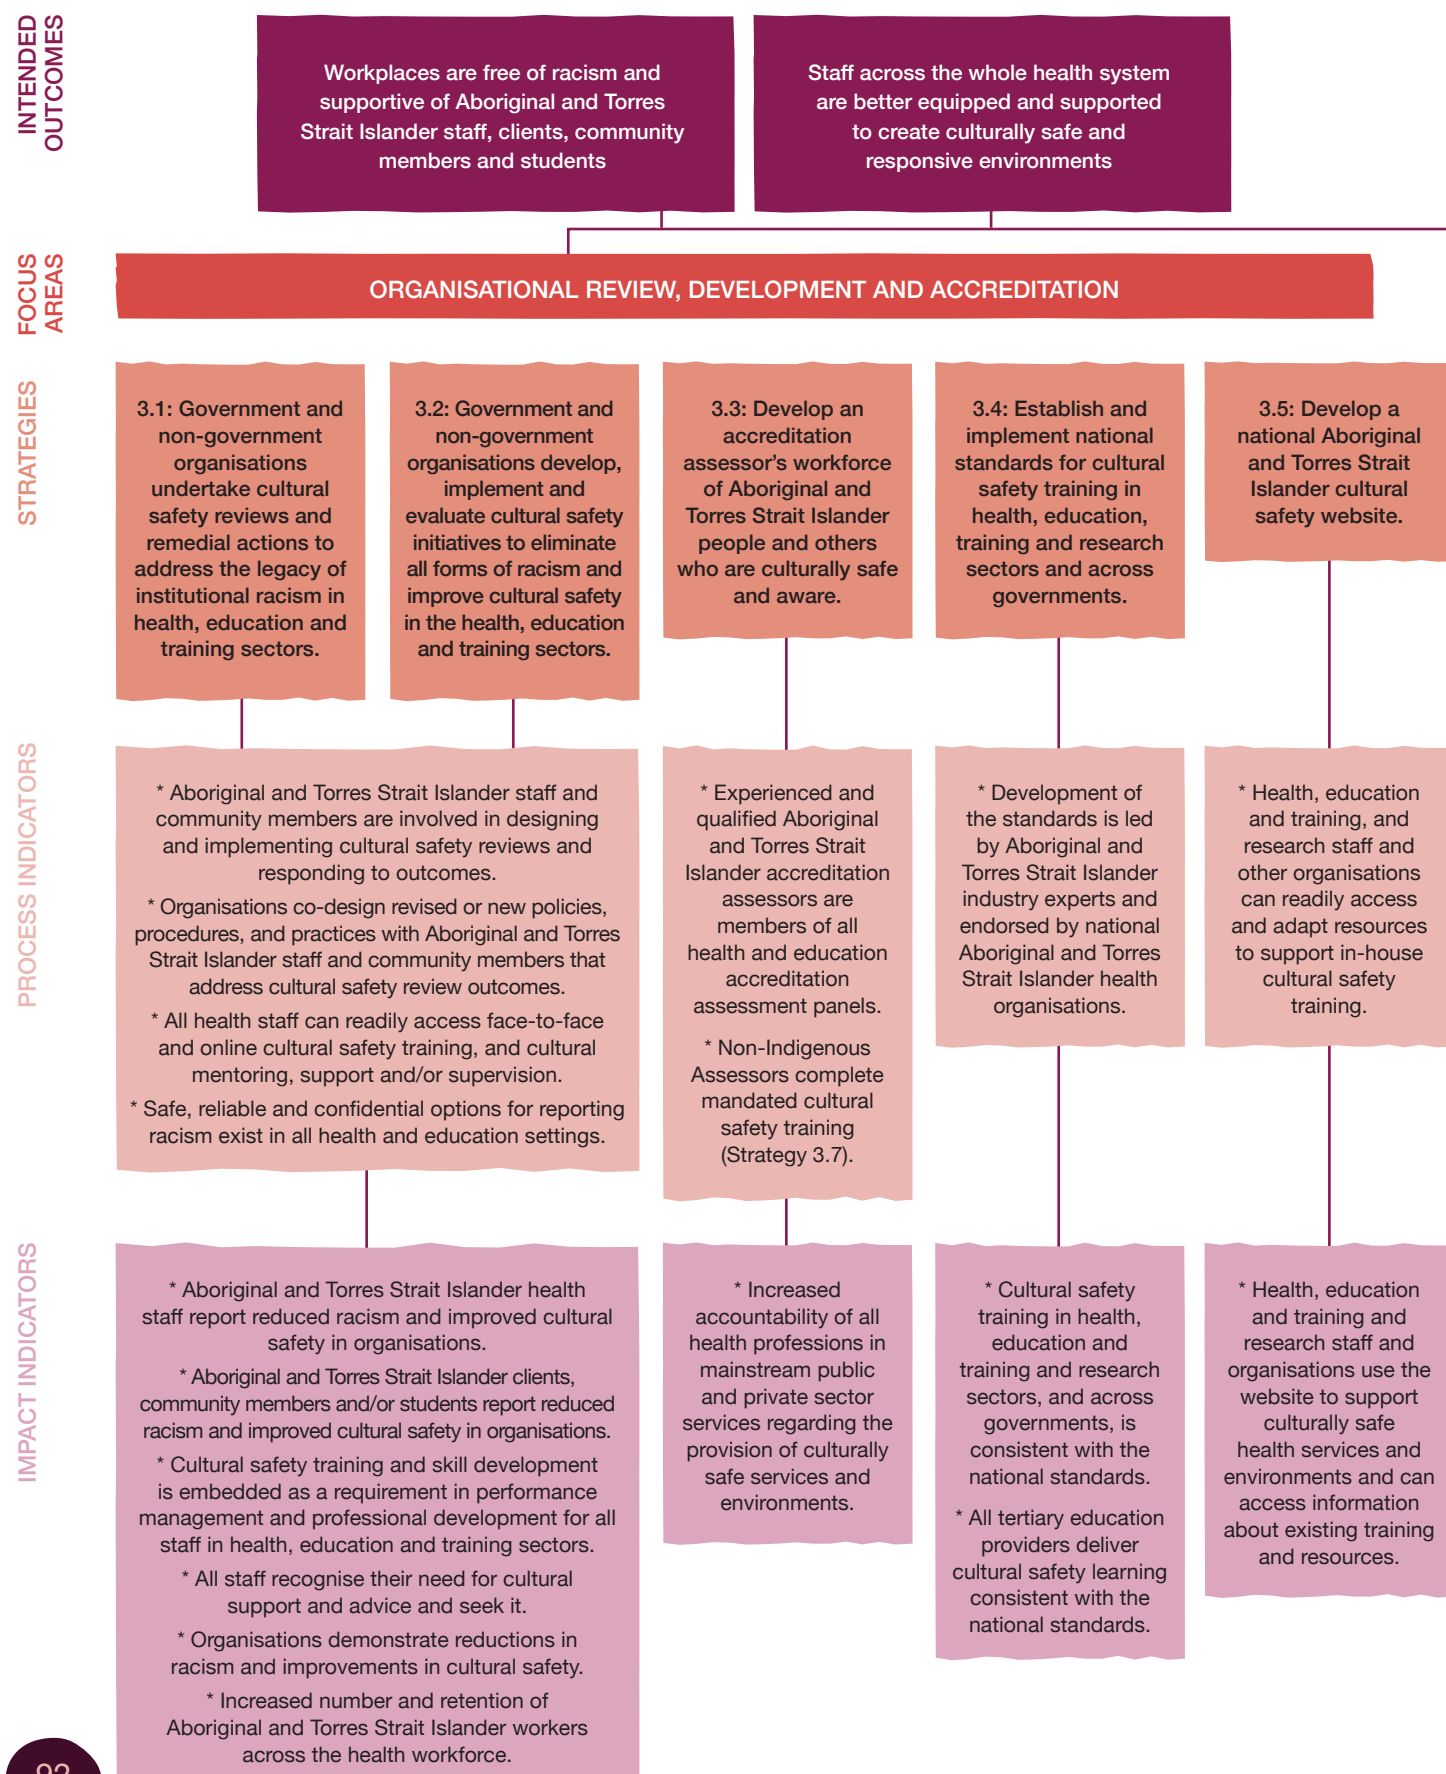 INTENDED
OUTCOMES
Workplaces are free of racism and
supportive of Aboriginal and Torres
Strait Islander staff, clients, community
members and students
Staff across the whole health system
are better equipped and supported
to create culturally safe and
responsive environments
FOCUS
AREAS
ORGANISATIONAL REVIEW, DEVELOPMENT AND ACCREDITATION
STRATEGIES
3.1: Government and
non-government
organisations
undertake cultural
safety reviews and
remedial actions to
address the legacy of
institutional racism in
health, education and
training sectors.
3.2: Government and
non-government
organisations develop,
implement and
evaluate cultural safety
initiatives to eliminate
all forms of racism and
improve cultural safety
in the health, education
and training sectors.
3.3: Develop an
accreditation
assessor's workforce
of Aboriginal and
Torres Strait Islander
people and others
who are culturally safe
and aware.
3.4: Establish and
implement national
standards for cultural
safety training in
health, education,
training and research
sectors and across
governments.
3.5: Develop a
national Aboriginal
and Torres Strait
Islander cultural
safety website.
PROCESS INDICATORS
* Aboriginal and Torres Strait Islander staff and
community members are involved in designing
and implementing cultural safety reviews and
responding to outcomes.
* Organisations co-design revised or new policies,
procedures, and practices with Aboriginal and Torres
Strait Islander staff and community members that
address cultural safety review outcomes.
* All health staff can readily access face-to-face
and online cultural safety training, and cultural
mentoring, support and/or supervision.
* Safe, reliable and confidential options for reporting
racism exist in all health and education settings.
* Experienced and
qualified Aboriginal
and Torres Strait
Islander accreditation
assessors are
members of all
health and education
accreditation
assessment panels.
* Non-Indigenous
Assessors complete
mandated cultural
safety training
(Strategy 3.7).
* Development of
the standards is led
by Aboriginal and
Torres Strait Islander
industry experts and
endorsed by national
Aboriginal and Torres
Strait Islander health
organisations.
* Health, education
and training, and
research staff and
other organisations
can readily access
and adapt resources
to support in-house
cultural safety
training.
IMPACT INDICATORS
* Aboriginal and Torres Strait Islander health
staff report reduced racism and improved cultural
safety in organisations.
* Aboriginal and Torres Strait Islander clients,
community members and/or students report reduced
racism and improved cultural safety in organisations.
* Cultural safety training and skill development
is embedded as a requirement in performance
management and professional development for all
staff in health, education and training sectors.
* All staff recognise their need for cultural
support and advice and seek it.
* Organisations demonstrate reductions in
racism and improvements in cultural safety.
* Increased number and retention of
Aboriginal and Torres Strait Islander workers
across the health workforce.
* Increased
accountability of all
health professions in
mainstream public
and private sector
services regarding the
provision of culturally
safe services and
environments.
* Cultural safety
training in health,
education and
training and research
sectors, and across
governments, is
consistent with the
national standards.
* All tertiary education
providers deliver
cultural safety learning
consistent with the
national standards.
* Health, education
and training and
research staff and
organisations use the
website to support
culturally safe
health services and
environments and can
access information
about existing training
and resources.